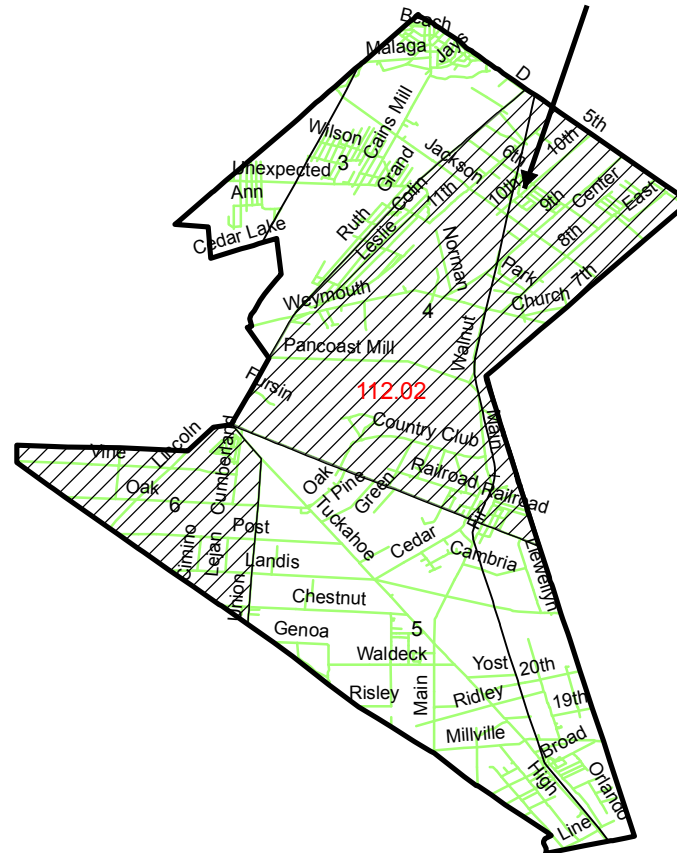 Beach
Malaga
Jays
D
5th
Wilson
Cains Mill
6th
10th
Jackson
3
Unexpected
Grand
Ann
Colin
11th
10th
9th
Center
East
Cedar Lake
Ruth
Leslie
Norman
8th
Park
7th
Weymouth
4
Church
Pancoast Mill
Walnut
Fursin
112.02
Main
Country Club
Lincoln
Vine
Cumberland
Oak
Pine
Green
Railroad
Railroad
Oak
6
Tuckahoe
Post
Cimino
Lejan
Landis
Cedar
Cambria
Llewellyn
Union
Chestnut
Genoa
5
Waldeck
Yost
20th
Risley
Main
Ridley
19th
Millville
Broad
High
Orlando
Line